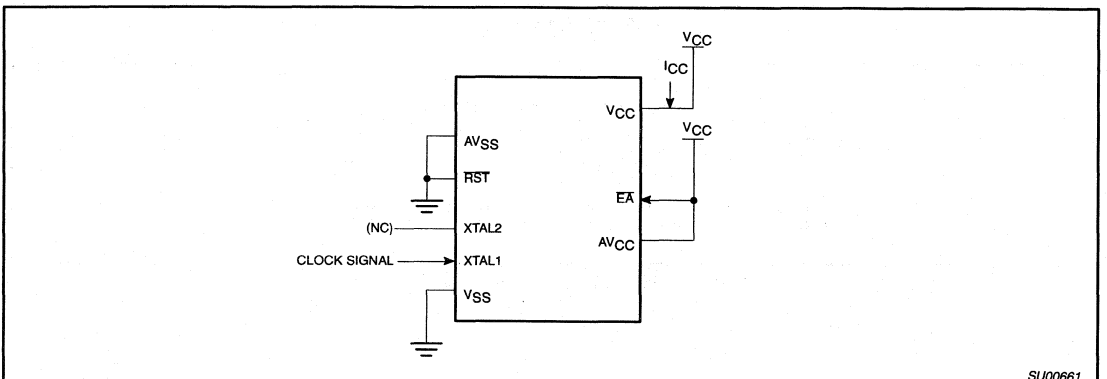 VCC
ICC
VCC
VCC
AVSS
RST
EA
(NC)
XTAL2
AVCC
CLOCK SIGNAL
XTAL1
VSS
SU00661